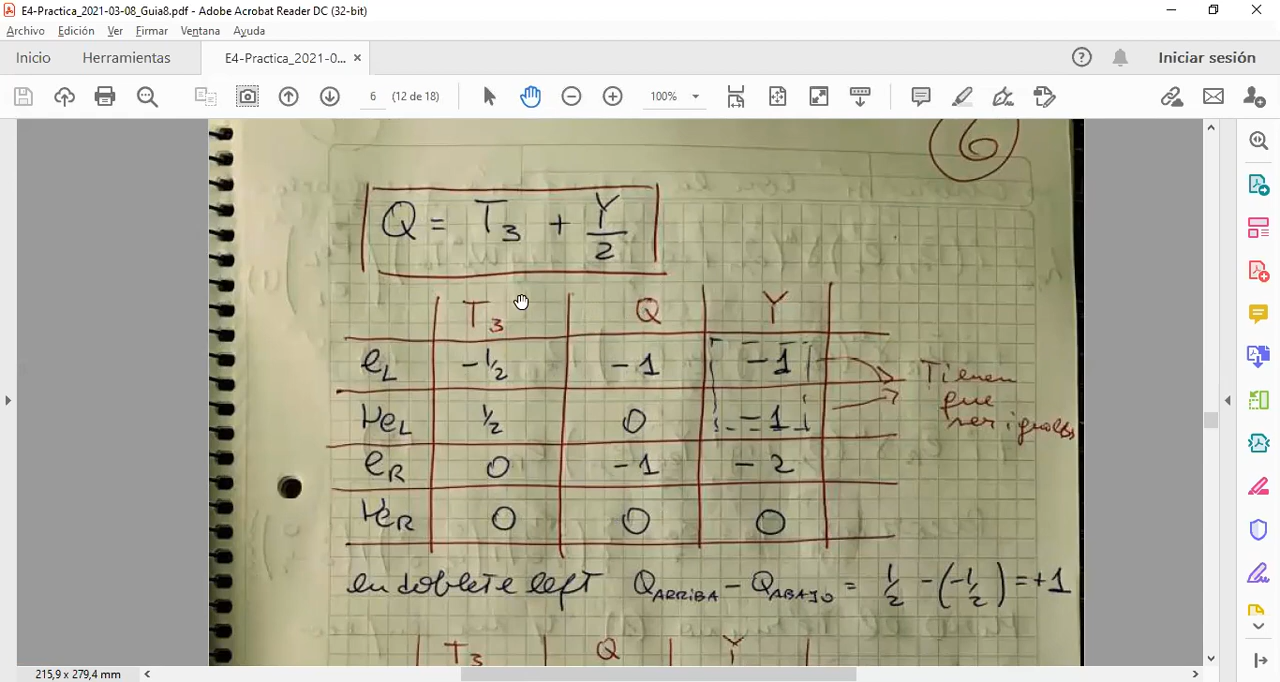 E4-Practica_2021-03-08_Guia8.pdf - Adobe Acrobat Reader DC (32-bit)
Archivo Edición Ver Firmar Ventana Ayuda
Inicio Herramientas E4-Practica_2021-0... × Iniciar sesión
6 (12 de 18) 100%
6
Q = T3 + Y/2
T3 Q Y
eL -1/2 -1 -1
νeL 1/2 0 -1
eR 0 -1 -2
νeR 0 0 0
Tienen
que
ser iguales
en doblete left QARRIBA - QABAJO = 1/2 - (-1/2) = +1
T3 Q Y
215,9 x 279,4 mm